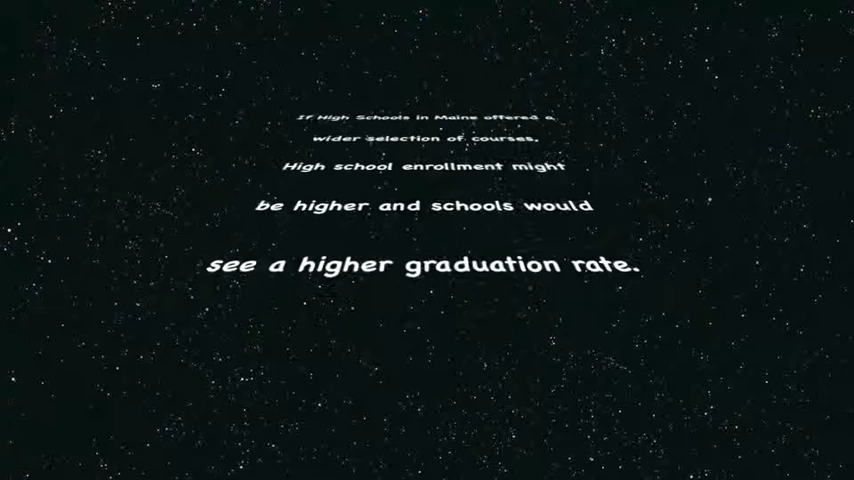 If High Schools in Maine offered a
wider selection of courses,
High school enrollment might
be higher and schools would
see a higher graduation rate.